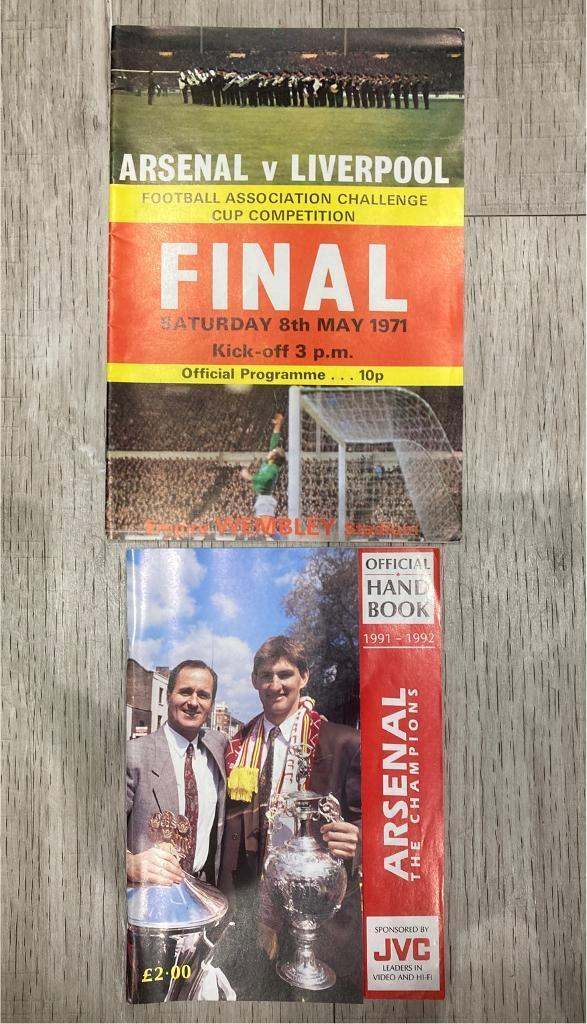 ARSENAL v LIVERPOOL
FOOTBALL ASSOCIATION CHALLENGE
CUP COMPETITION
FINAL
SATURDAY 8th MAY 1971
Kick-off 3 p.m.
Official Programme . . . 10p
Empire WEMBLEY Stadium
OFFICIAL
HAND
BOOK
1991 - 1992
ARSENAL
THE CHAMPIONS
SPONSORED BY
JVC
LEADERS IN
VIDEO AND HI-FI
£2·00